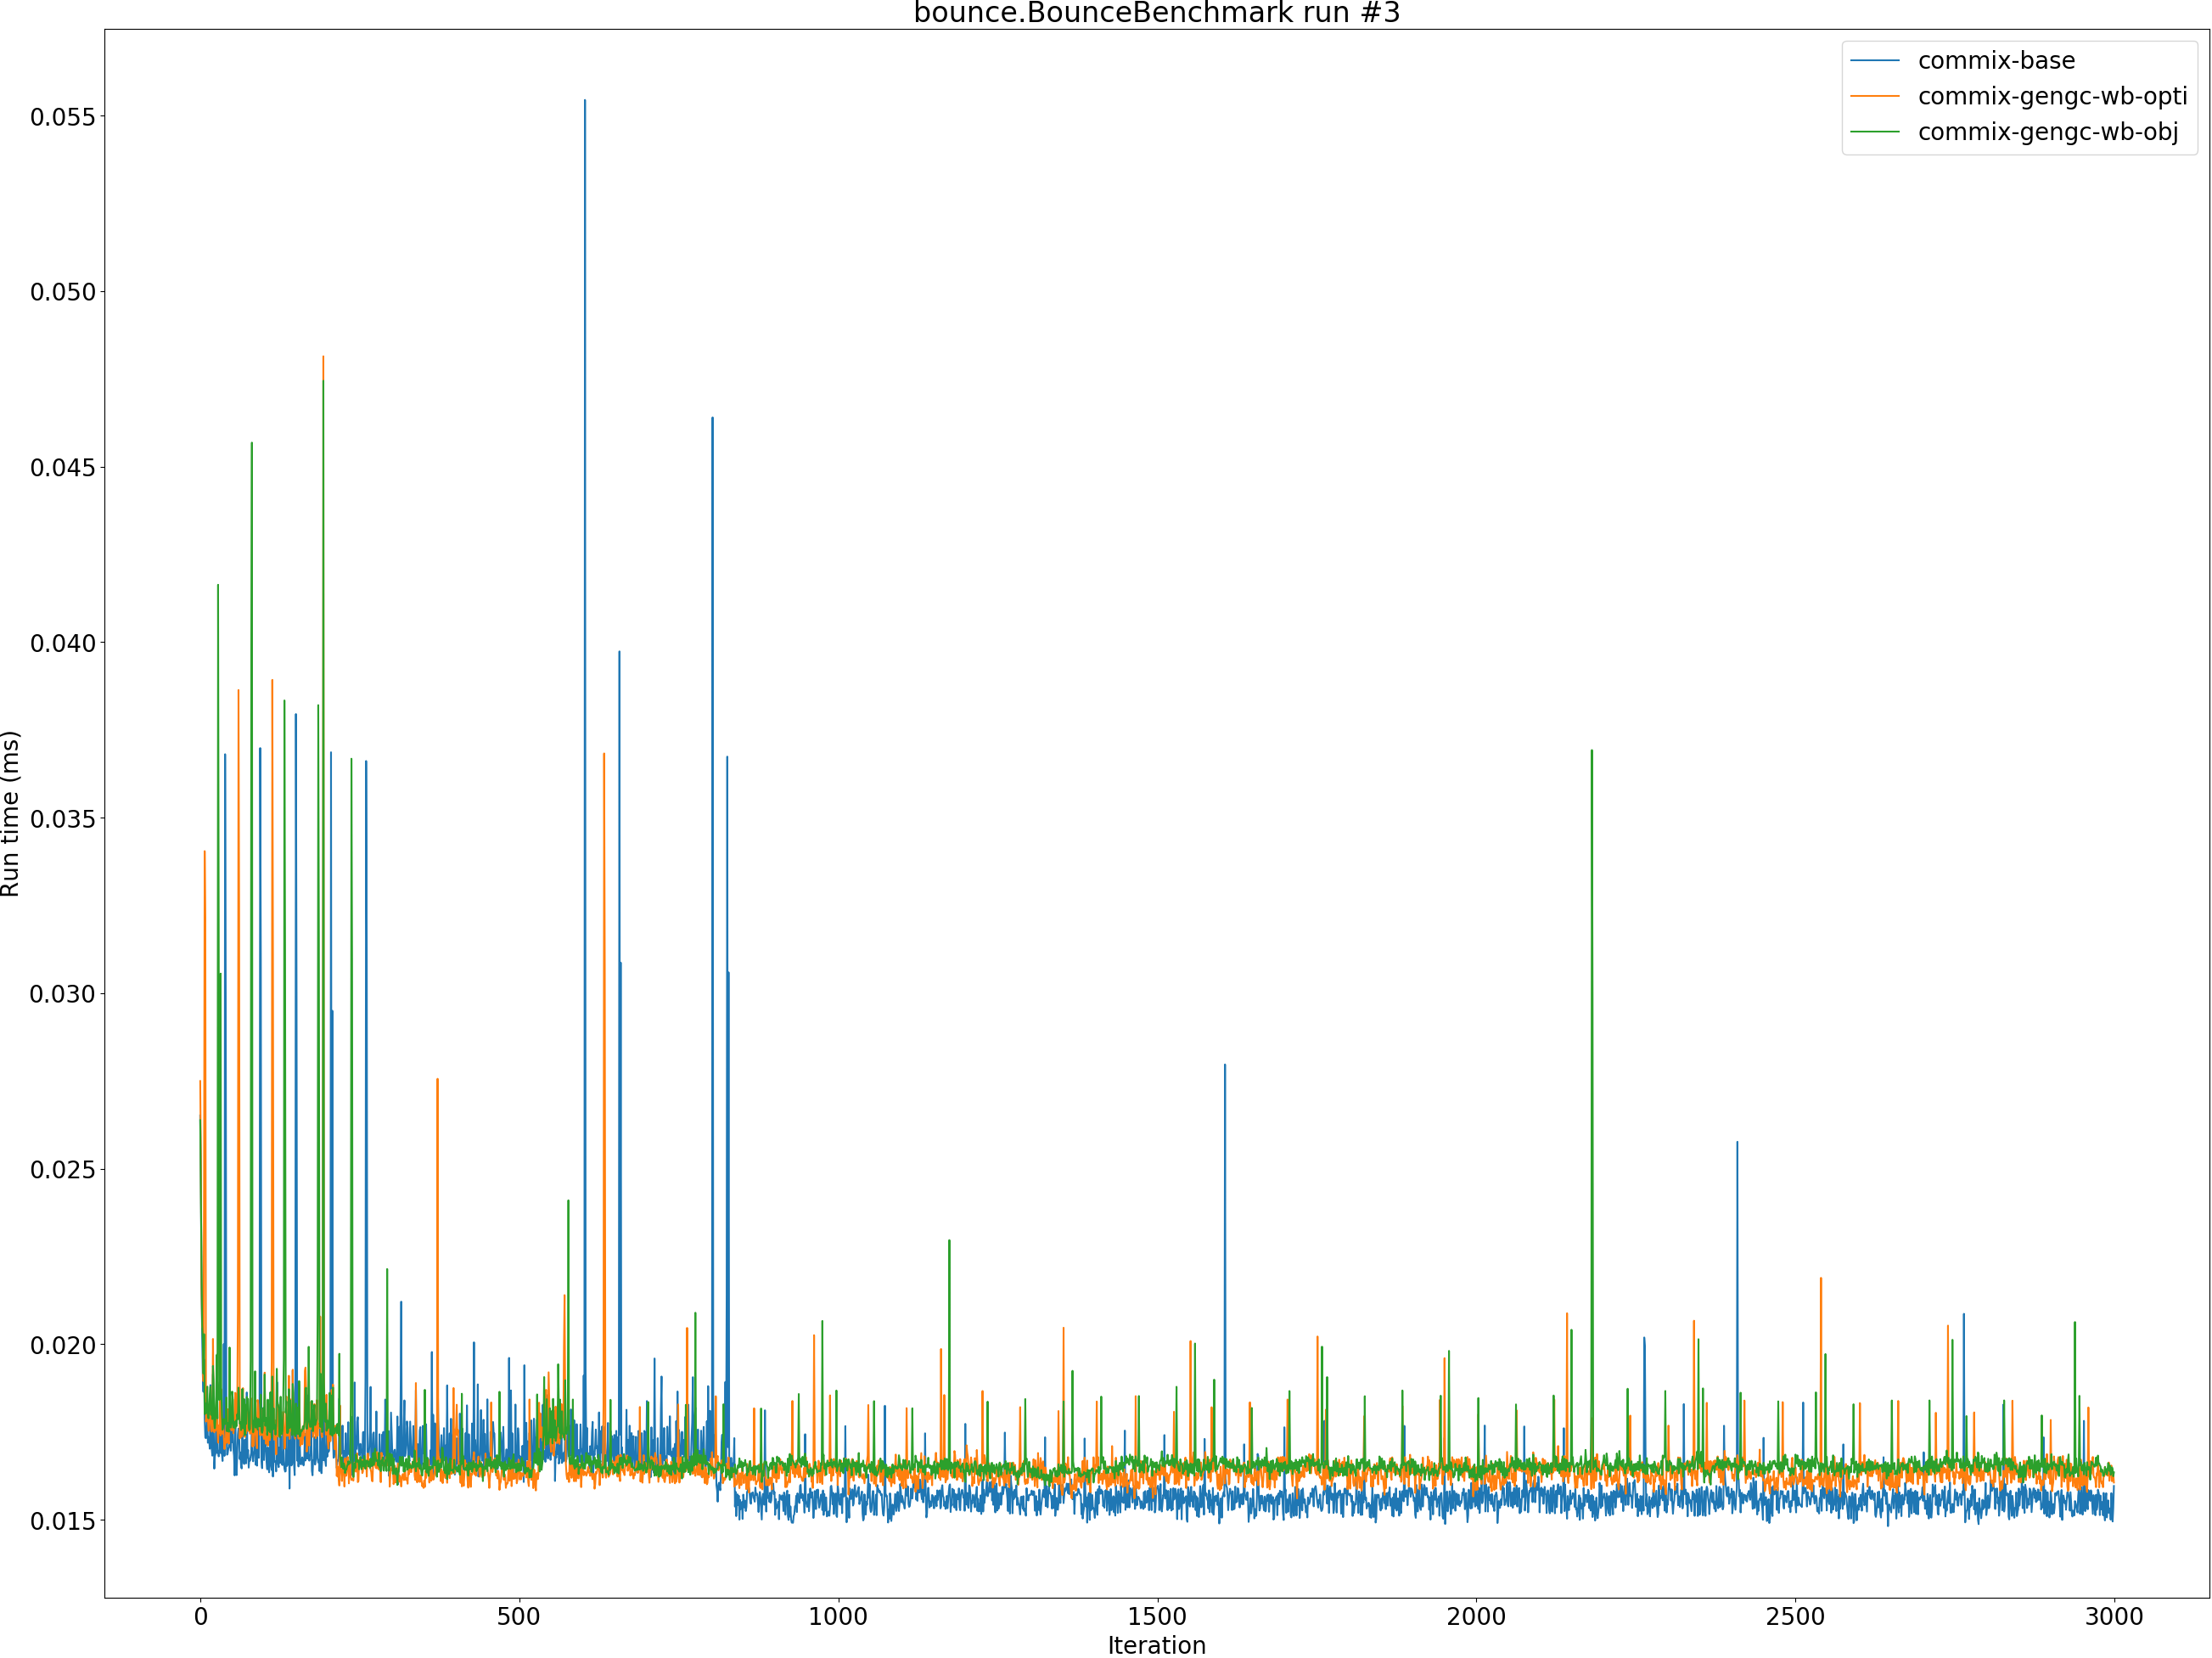 bounce.BounceBenchmark run #3
commix-base
commix-gengc-wb-opti
commix-gengc-wb-obj
Run time (ms)
0.055
0.050
0.045
0.040
0.035
0.030
0.025
0.020
0.015
0 500 1000 1500 2000 2500 3000
Iteration